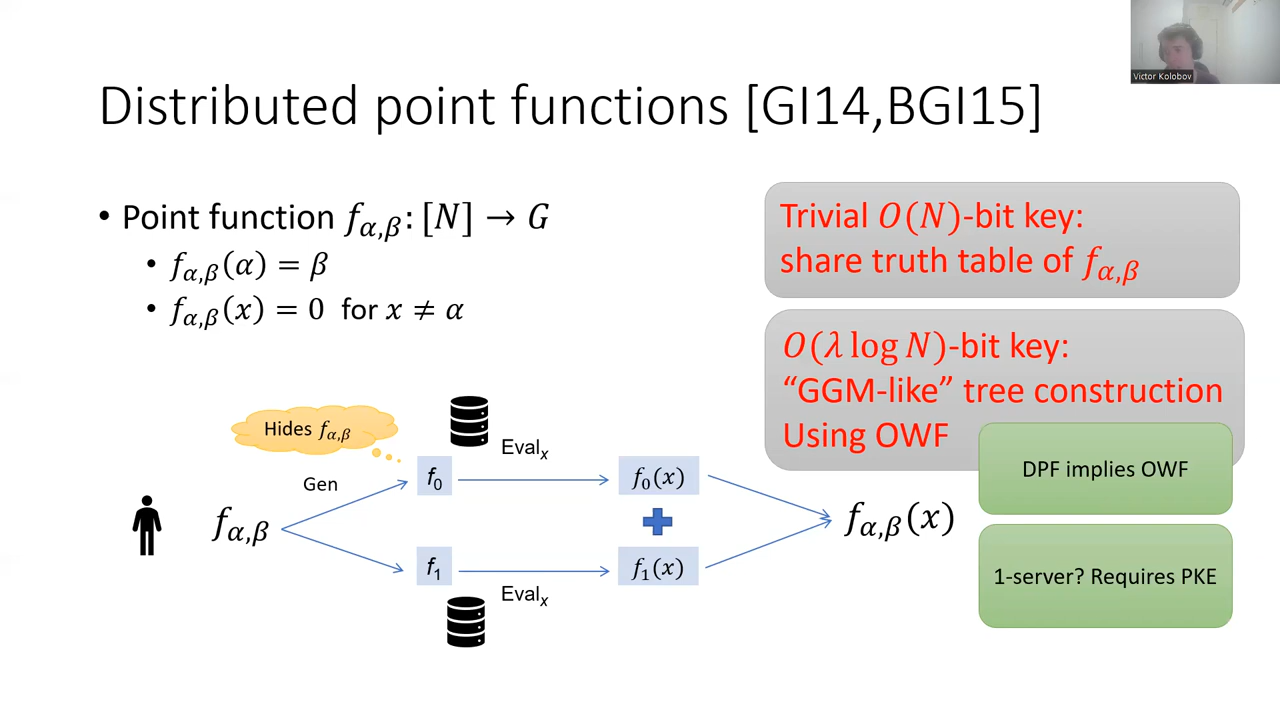 Victor Kolobov
Distributed point functions [GI14,BGI15]
• Point function f_{α,β}: [N] → G
• f_{α,β}(α) = β
• f_{α,β}(x) = 0 for x ≠ α
Trivial O(N)-bit key:
share truth table of f_{α,β}
O(λ log N)-bit key:
“GGM-like” tree construction
Using OWF
DPF implies OWF
1-server? Requires PKE
Hides f_{α,β}
Gen
f_{α,β}
f_0
Eval_x
f_0(x)
+
f_1
Eval_x
f_1(x)
f_{α,β}(x)